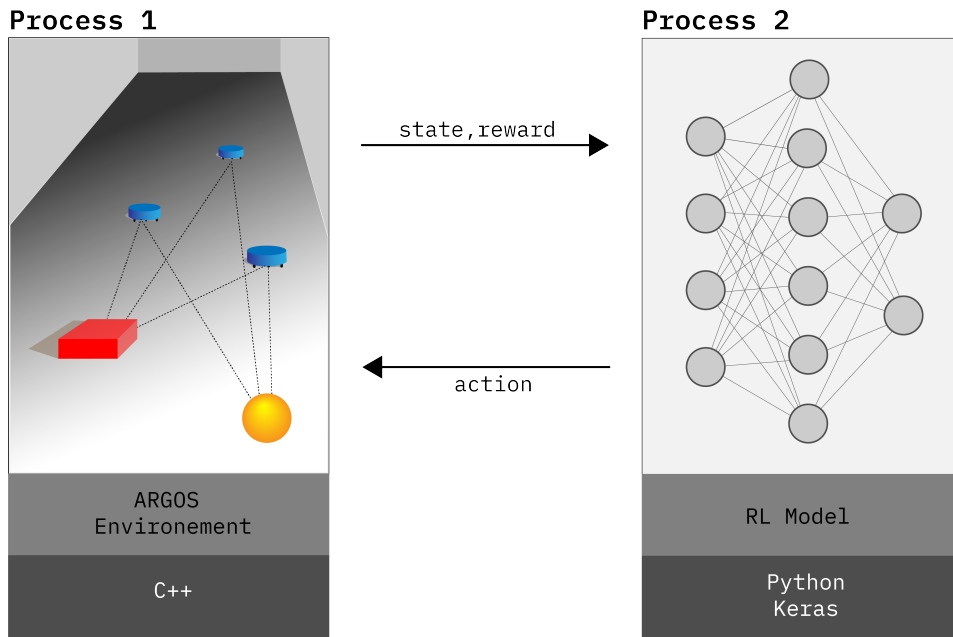 Process 1
Process 2
state,reward
action
ARGOS
Environement
C++
RL Model
Python
Keras